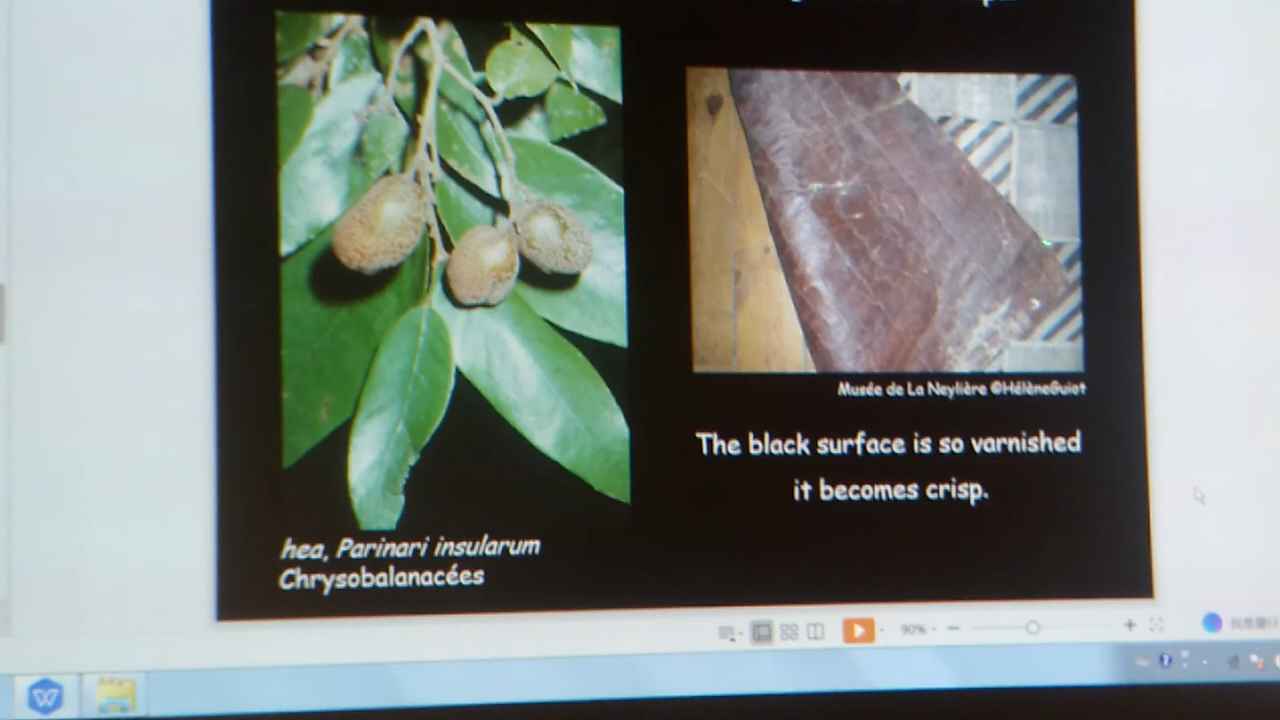 Musée de La Neylière ©HélèneGuiot
The black surface is so varnished
it becomes crisp.
hea, Parinari insularum
Chrysobalanacées
90%